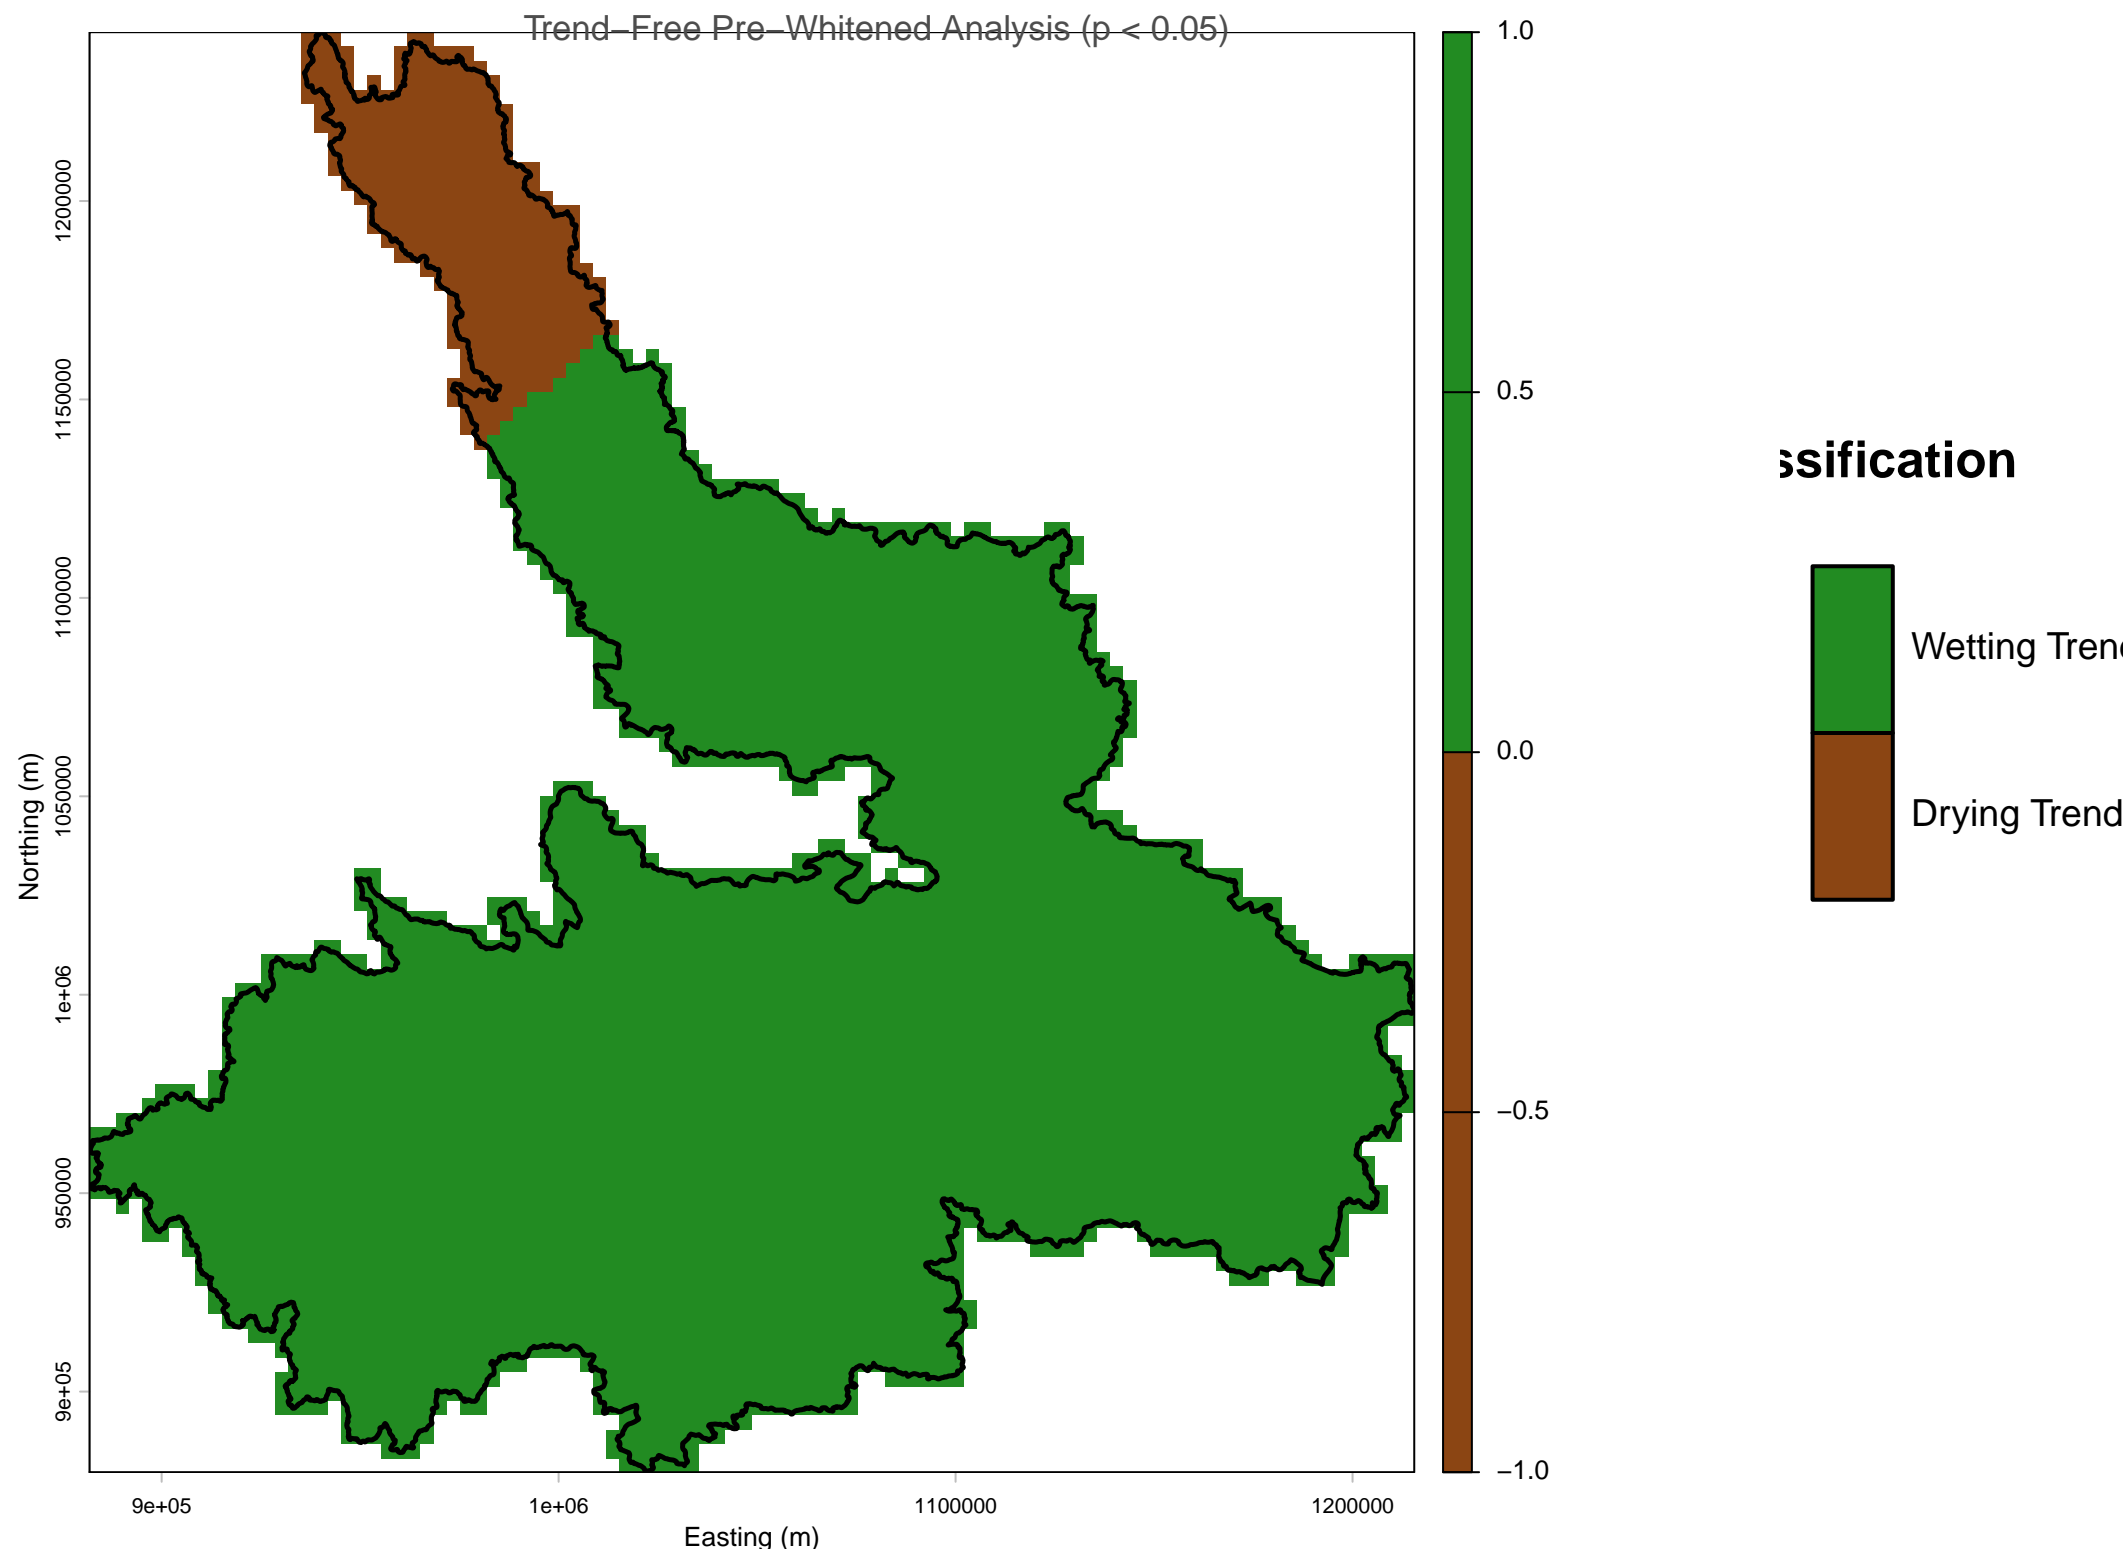 Trend−Free Pre−Whitened Analysis (p < 0.05)
1.0
0.5
0.0
−0.5
−1.0
ssification
Wetting Tren
Drying Trend
Northing (m)
1200000
1150000
1100000
1050000
1e+06
950000
9e+05
9e+05
1e+06
1100000
1200000
Easting (m)